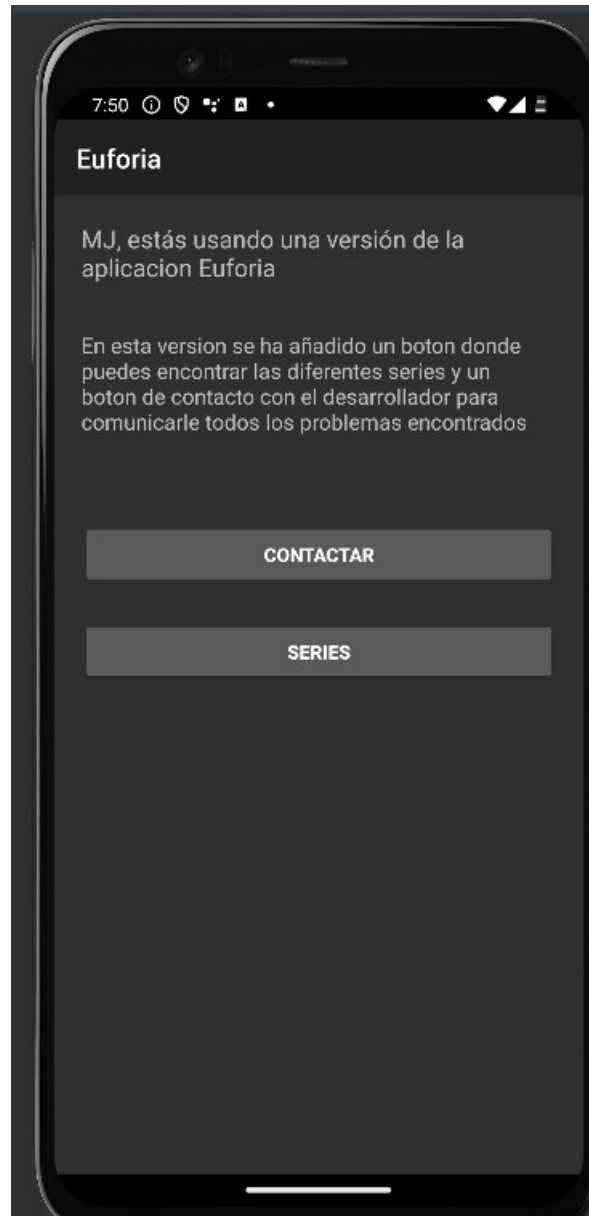 7:50
Euforia
MJ, estás usando una versión de la
aplicacion Euforia
En esta version se ha añadido un boton donde
puedes encontrar las diferentes series y un
boton de contacto con el desarrollador para
comunicarle todos los problemas encontrados
CONTACTAR
SERIES